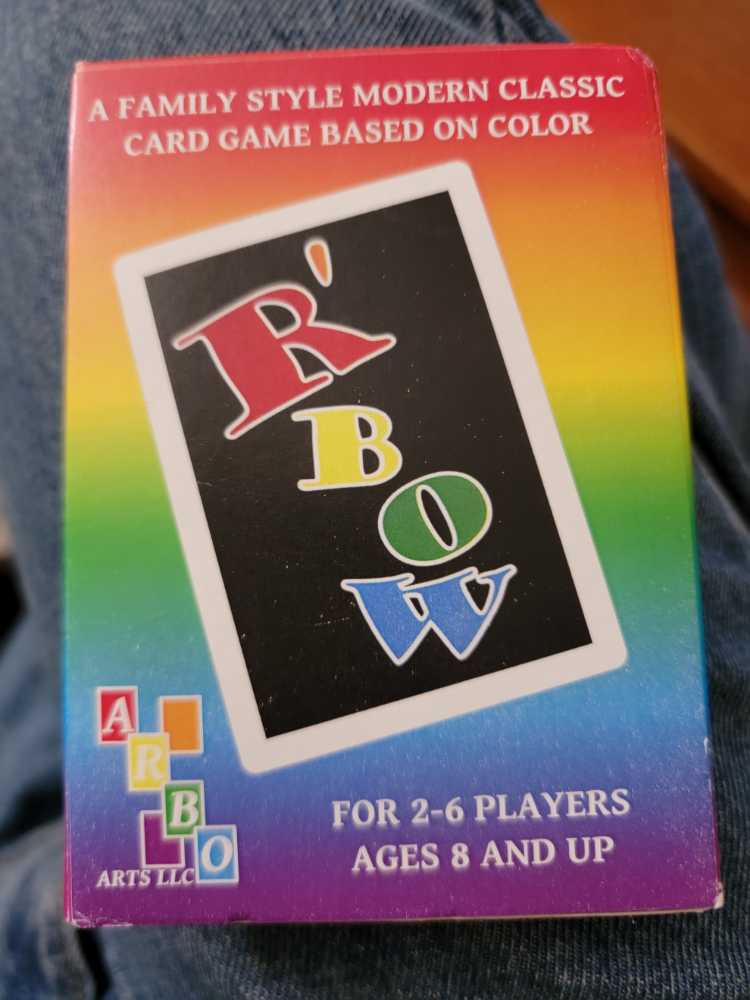 A FAMILY STYLE MODERN CLASSIC
CARD GAME BASED ON COLOR
R'
B
O
W
A
R
B
O
ARTS LLC
FOR 2-6 PLAYERS
AGES 8 AND UP